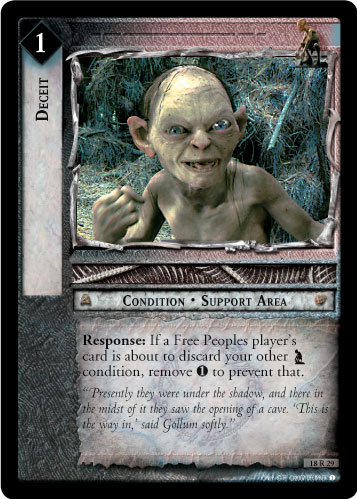 1
DECEIT
CONDITION • SUPPORT AREA
Response: If a Free Peoples player's
card is about to discard your other
condition, remove 1 to prevent that.
"'Presently they were under the shadow, and there in
the midst of it they saw the opening of a cave. 'This is
the way in,' said Gollum softly."
18 R 29